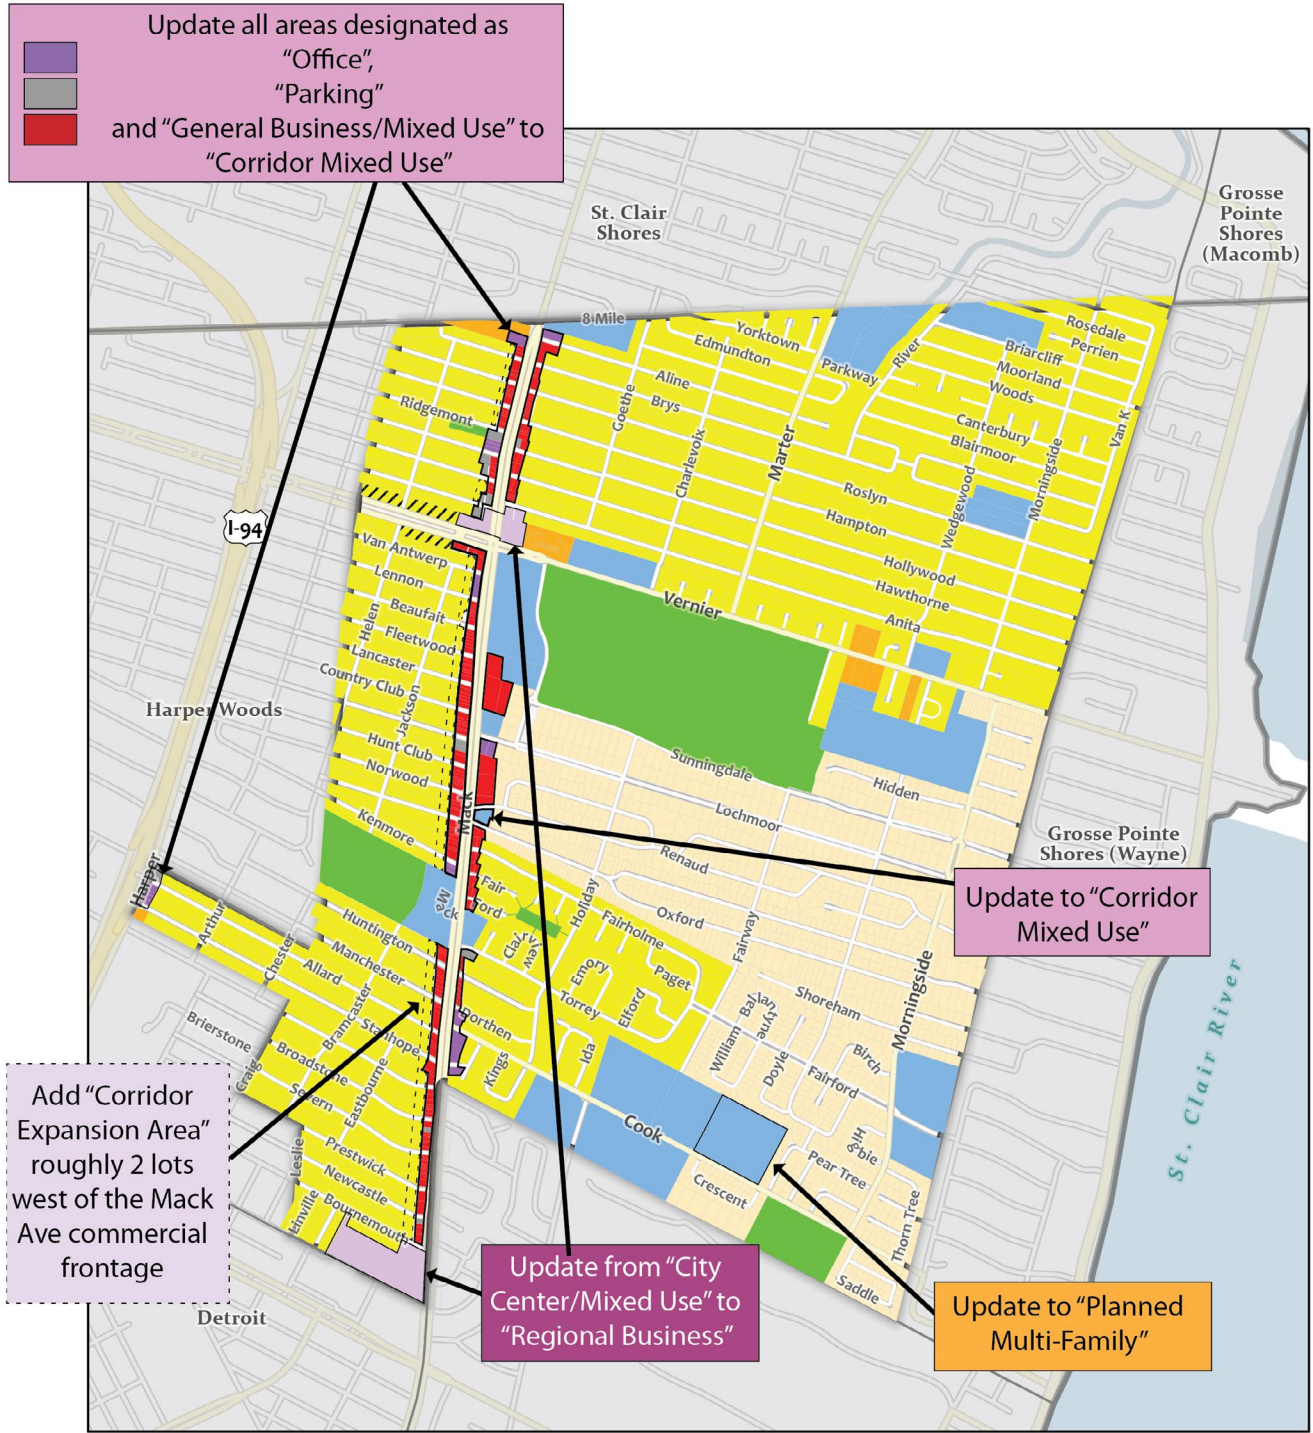 Update all areas designated as
“Office”,
“Parking”
and “General Business/Mixed Use” to
“Corridor Mixed Use”
St. Clair
Shores
Grosse
Pointe
Shores
(Macomb)
8 Mile
Yorktown
Edmundton
Parkway
River
Rosedale
Perrien
Briarcliff
Moorland
Woods
Aline
Brys
Goethe
Ridgemont
Charlevoix
Marter
Canterbury
Blairmoor
Van K
Morningside
Wedgewood
Roslyn
Hampton
Hollywood
Hawthorne
Anita
I-94
Van Antwerp
Lennon
Beaufait
Helen
Fleetwood
Lancaster
Country Club
Jackson
Vernier
Harper Woods
Hunt Club
Norwood
Mack
Kenmore
Sunningdale
Hidden
Lochmoor
Renaud
Grosse Pointe
Shores (Wayne)
Update to “Corridor
Mixed Use”
Harper
Arthur
Chester
Huntington
Manchester
Allard
Mack
Fair
ford
Clairview
Holiday
Fairholme
Oxford
Fairway
Emory
Paget
Torrey
Elford
Dorthen
Kings
Ida
Shoreham
Ballantyne
William
Doyle
Birch
Fairford
Morningside
St. Clair River
Brierstone
Craig
Bramcaster
Stanhope
Broadstone
Severn
Eastbourne
Leslie
Prestwick
Newcastle
Bournemouth
Linville
Cook
Crescent
Higbie
Pear Tree
Thorn Tree
Saddle
Add “Corridor
Expansion Area”
roughly 2 lots
west of the Mack
Ave commercial
frontage
Update from “City
Center/Mixed Use” to
“Regional Business”
Update to “Planned
Multi-Family”
Detroit